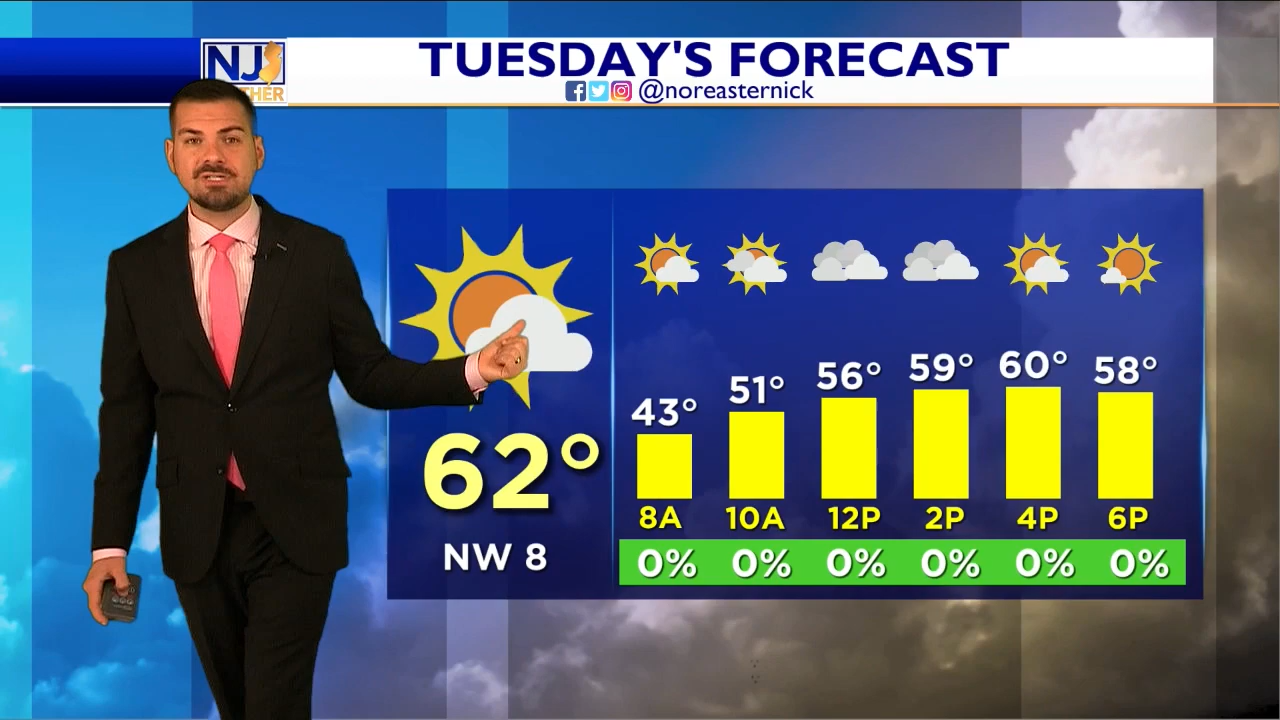 NJ
TUESDAY'S FORECAST
@noreasternick
43° 51° 56° 59° 60° 58°
62°
8A 10A 12P 2P 4P 6P
NW 8
0% 0% 0% 0% 0% 0%